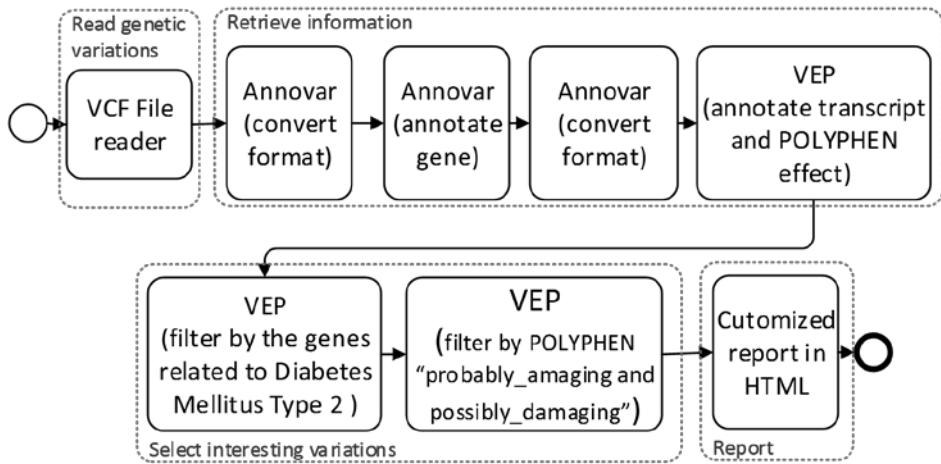 Read genetic
variations
VCF File
reader
Retrieve information
Annovar
(convert
format)
Annovar
(annotate
gene)
Annovar
(convert
format)
VEP
(annotate transcript
and POLYPHEN
effect)
VEP
(filter by the genes
related to Diabetes
Mellitus Type 2 )
VEP
(filter by POLYPHEN
“probably_amaging and
possibly_damaging”)
Select interesting variations
Cutomized
report in
HTML
Report